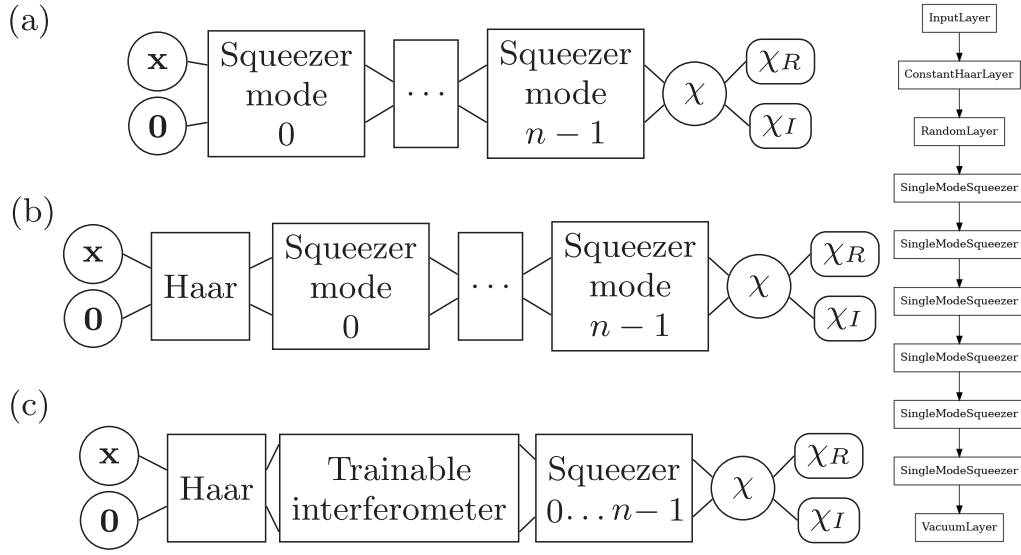 (a)
x
0
Squeezer
mode
0
...
Squeezer
mode
n − 1
χ
χR
χI
(b)
x
0
Haar
Squeezer
mode
0
...
Squeezer
mode
n − 1
χ
χR
χI
(c)
x
0
Haar
Trainable
interferometer
Squeezer
0...n−1
χ
χR
χI
InputLayer
ConstantHaarLayer
RandomLayer
SingleModeSqueezer
SingleModeSqueezer
SingleModeSqueezer
SingleModeSqueezer
SingleModeSqueezer
SingleModeSqueezer
VacuumLayer